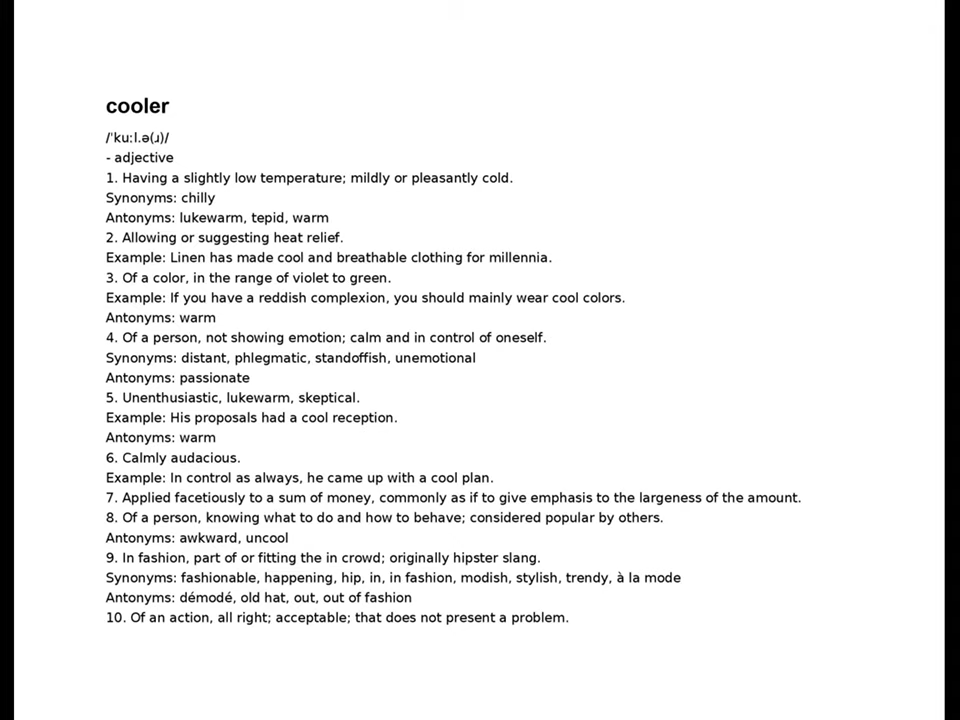 cooler
/ˈkuːl.ə(ɹ)/
- adjective
1. Having a slightly low temperature; mildly or pleasantly cold.
Synonyms: chilly
Antonyms: lukewarm, tepid, warm
2. Allowing or suggesting heat relief.
Example: Linen has made cool and breathable clothing for millennia.
3. Of a color, in the range of violet to green.
Example: If you have a reddish complexion, you should mainly wear cool colors.
Antonyms: warm
4. Of a person, not showing emotion; calm and in control of oneself.
Synonyms: distant, phlegmatic, standoffish, unemotional
Antonyms: passionate
5. Unenthusiastic, lukewarm, skeptical.
Example: His proposals had a cool reception.
Antonyms: warm
6. Calmly audacious.
Example: In control as always, he came up with a cool plan.
7. Applied facetiously to a sum of money, commonly as if to give emphasis to the largeness of the amount.
8. Of a person, knowing what to do and how to behave; considered popular by others.
Antonyms: awkward, uncool
9. In fashion, part of or fitting the in crowd; originally hipster slang.
Synonyms: fashionable, happening, hip, in, in fashion, modish, stylish, trendy, à la mode
Antonyms: démodé, old hat, out, out of fashion
10. Of an action, all right; acceptable; that does not present a problem.